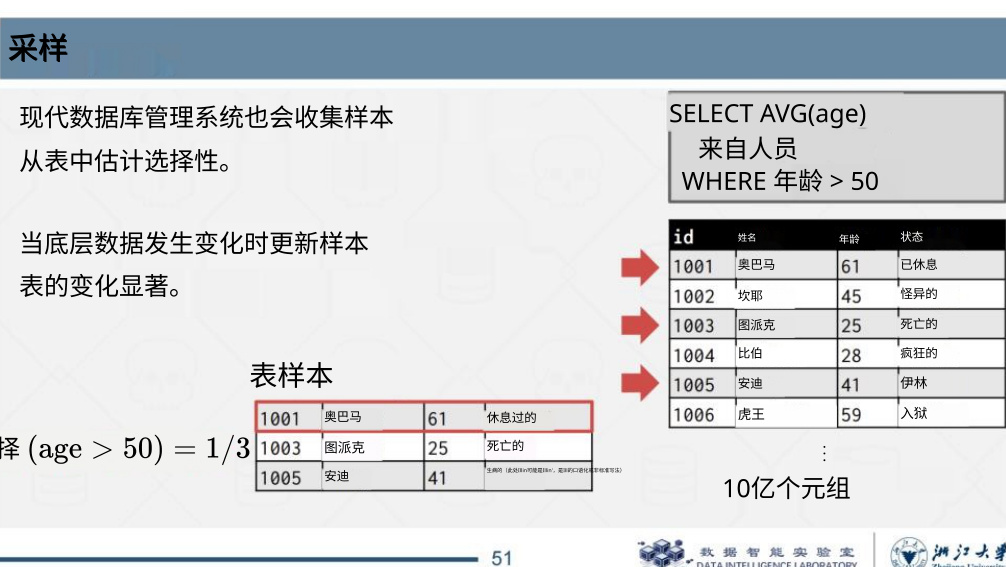 采样
现代数据库管理系统也会收集样本
从表中估计选择性。
当底层数据发生变化时更新样本
表的变化显著。
SELECT AVG(age)
来自人员
WHERE 年龄 > 50
id 姓名 年龄 状态
1001 奥巴马 61 已休息
1002 坎耶 45 怪异的
1003 图派克 25 死亡的
1004 比伯 28 疯狂的
1005 安迪 41 伊林
1006 虎王 59 入狱
⋮
10亿个元组
表样本
1001 奥巴马 61 休息过的
1003 图派克 25 死亡的
1005 安迪 41
择 (age > 50) = 1/3
51
数据智能实验室
DATA INTELLIGENCE LABORATORY
浙江大学
Zhejiang University